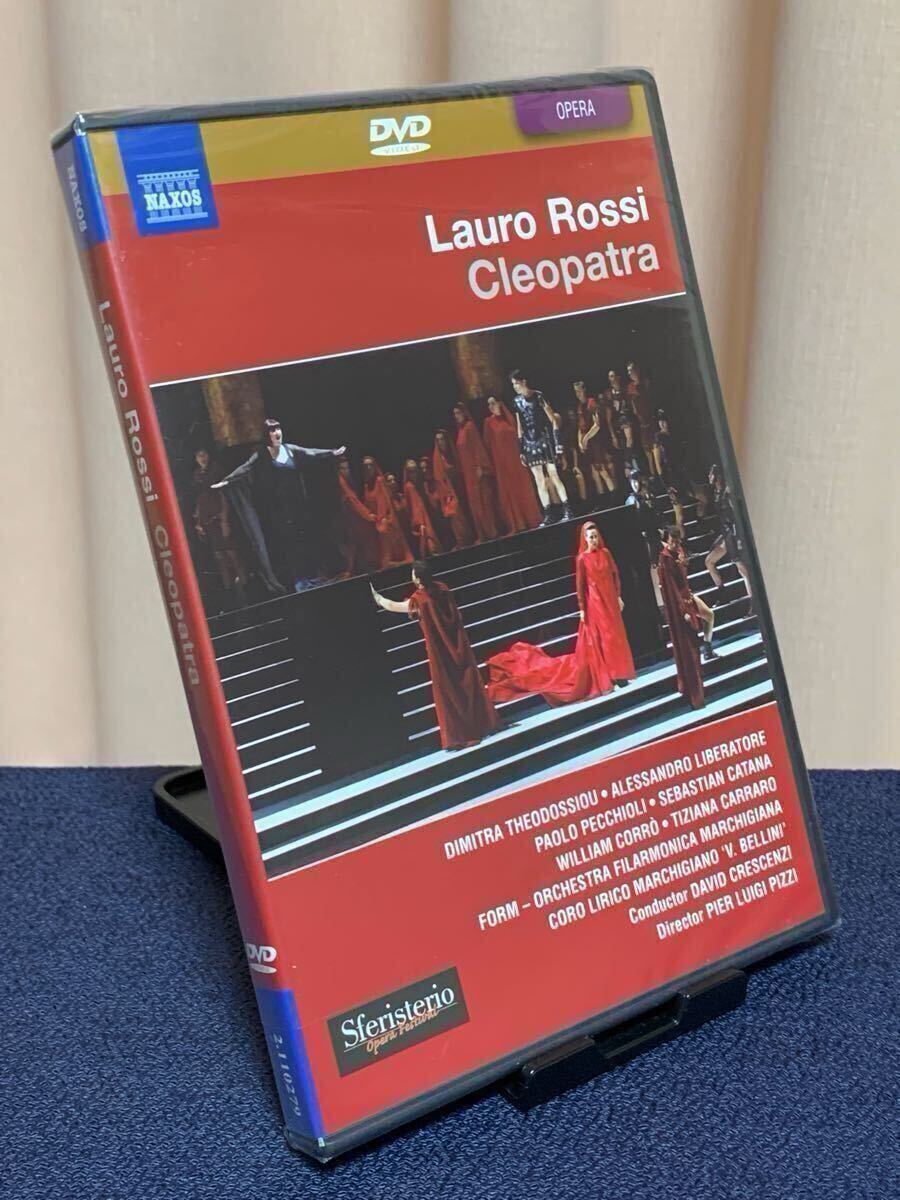 DVD
VIDEO
OPERA
NAXOS
Lauro Rossi
Cleopatra
DIMITRA THEODOSSIOU • ALESSANDRO LIBERATORE
PAOLO PECCHIOLI • SEBASTIAN CATANA
WILLIAM CORRÒ • TIZIANA CARRARO
FORM – ORCHESTRA FILARMONICA MARCHIGIANA
CORO LIRICO MARCHIGIANO 'V. BELLINI'
Conductor DAVID CRESCENZI
Director PIER LUIGI PIZZI
Sferisterio
Opera Festival
NAXOS
Lauro Rossi Cleopatra
DVD
2.110279